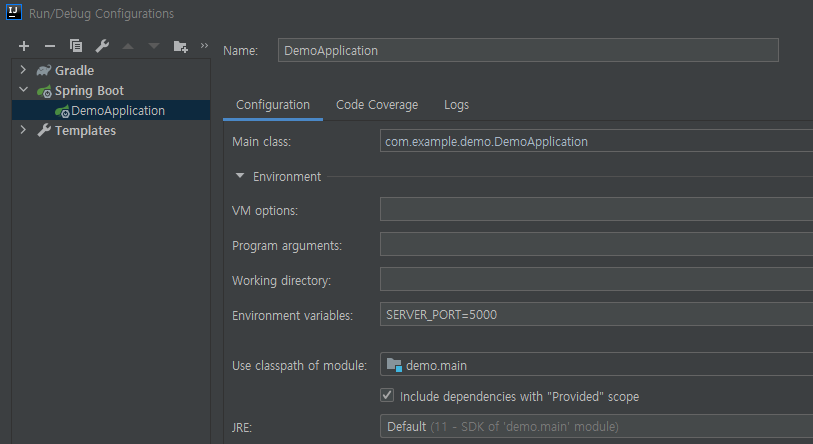 Run/Debug Configurations
Name: DemoApplication
Gradle
Spring Boot
DemoApplication
Templates
Configuration Code Coverage Logs
Main class: com.example.demo.DemoApplication
Environment
VM options:
Program arguments:
Working directory:
Environment variables: SERVER_PORT=5000
Use classpath of module: demo.main
Include dependencies with "Provided" scope
JRE: Default (11 - SDK of 'demo.main' module)